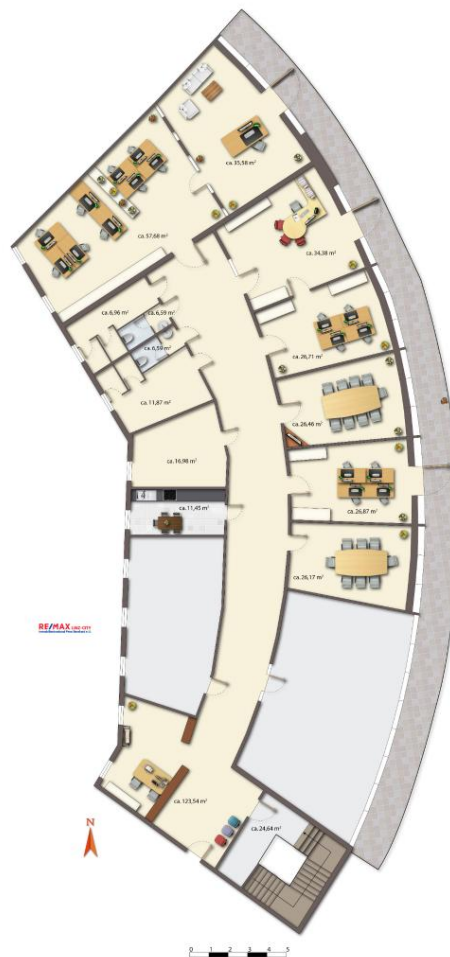 ca. 35,58 m²
ca. 57,68 m²
ca. 34,38 m²
ca. 6,96 m²
ca. 6,59 m²
ca. 6,59 m²
ca. 26,71 m²
ca. 11,87 m²
ca. 26,46 m²
ca. 16,98 m²
ca. 26,87 m²
ca. 11,45 m²
ca. 26,17 m²
RE/MAX LINZ-CITY
ca. 123,54 m²
N
ca. 24,64 m²
0 1 2 3 4 5